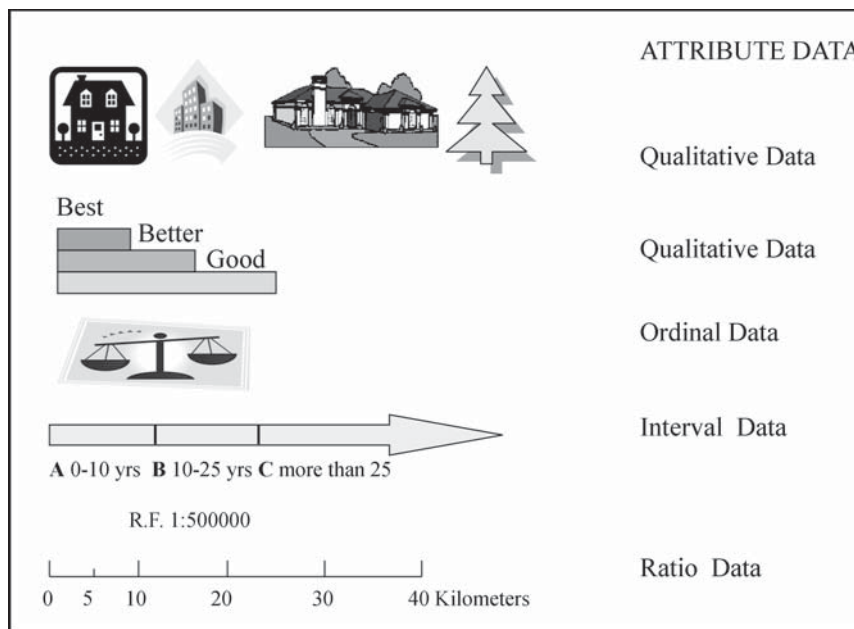 ATTRIBUTE DATA
Qualitative Data
Best
Better
Good
Qualitative Data
Ordinal Data
Interval Data
A 0-10 yrs B 10-25 yrs C more than 25
R.F. 1:500000
Ratio Data
0 5 10 20 30 40 Kilometers